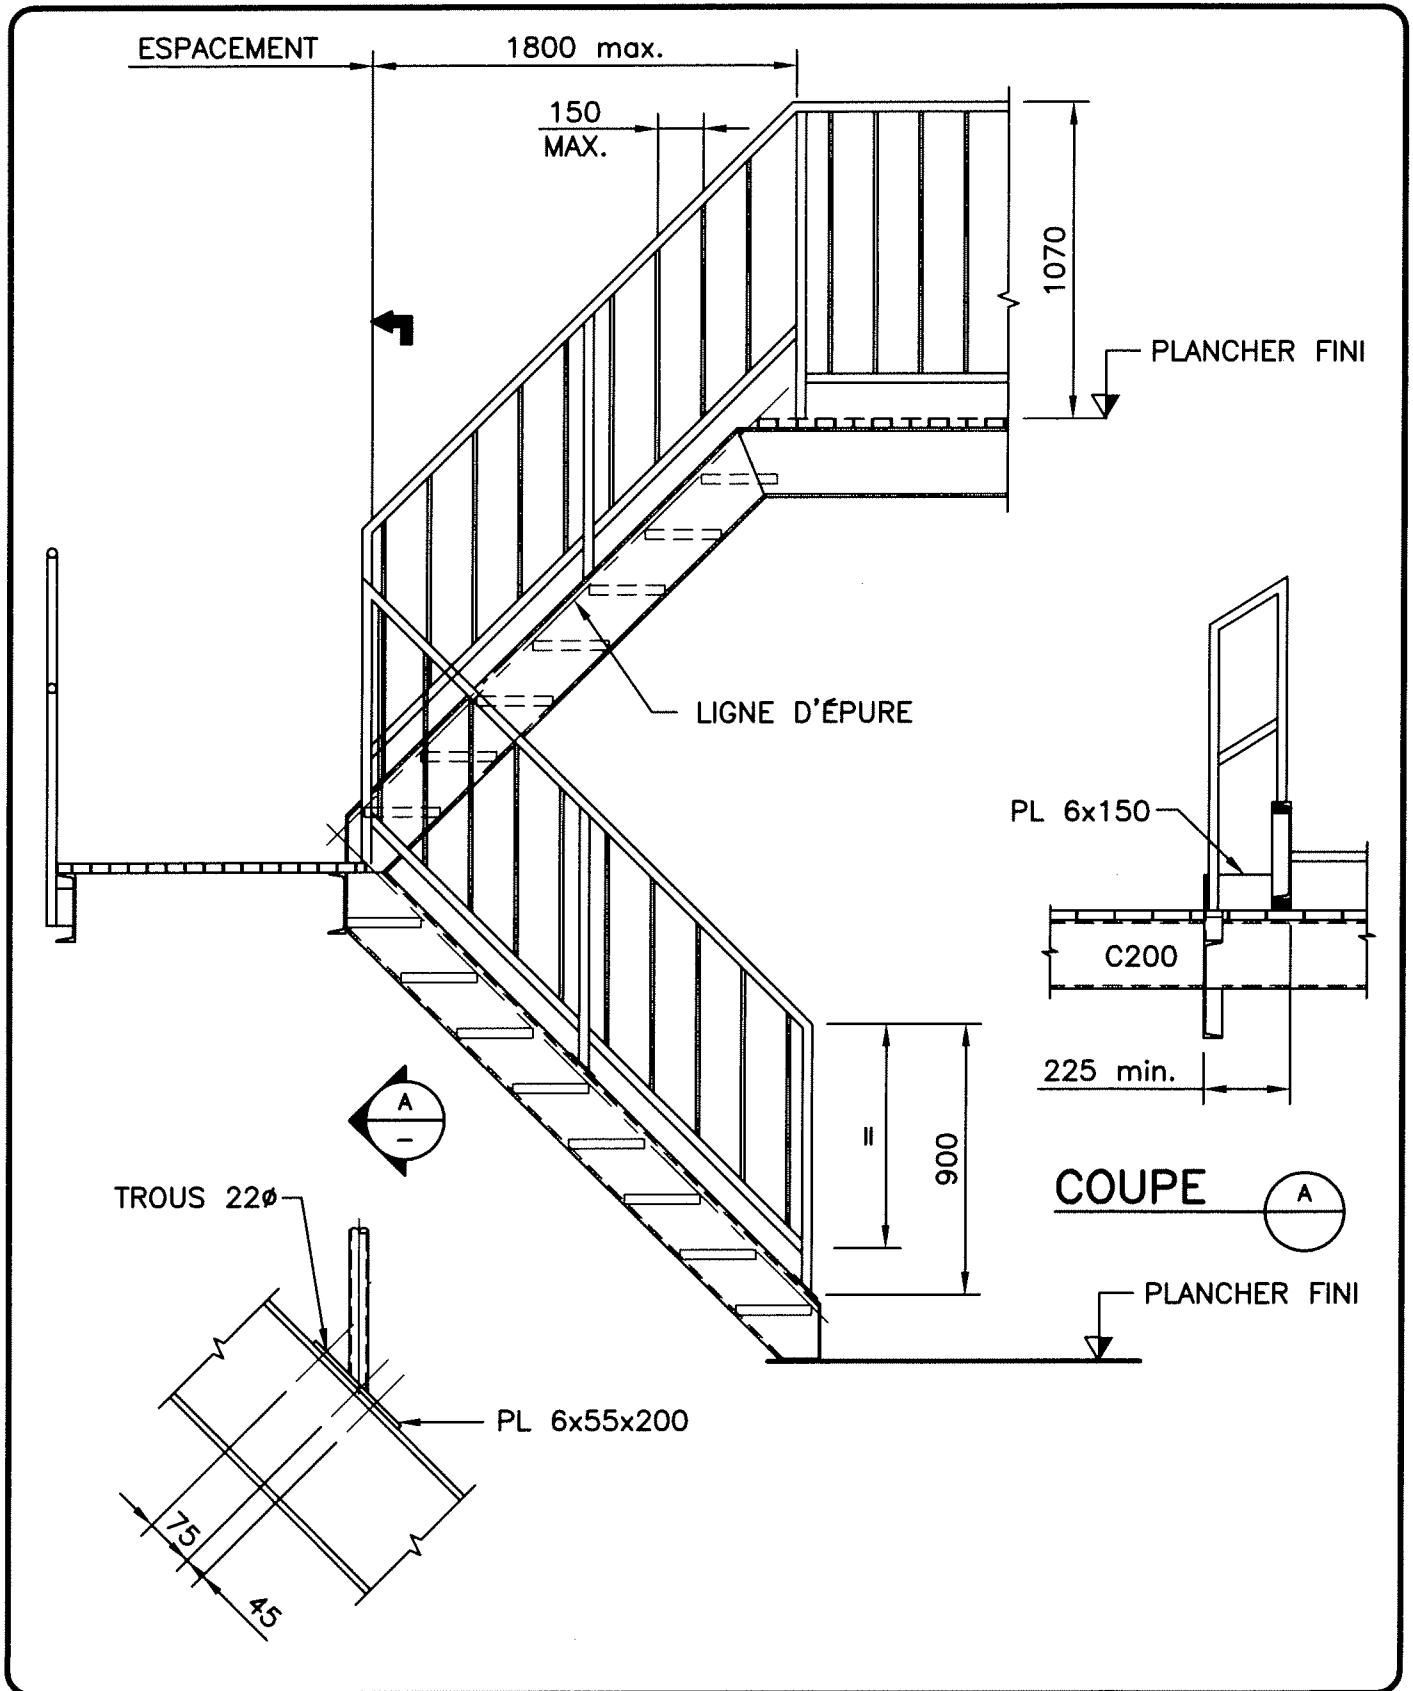 ESPACEMENT
1800 max.
150
MAX.
1070
PLANCHER FINI
LIGNE D'ÉPURE
PL 6x150
C200
225 min.
A
–
=
900
COUPE
A
TROUS 22ø
PLANCHER FINI
PL 6x55x200
75
45